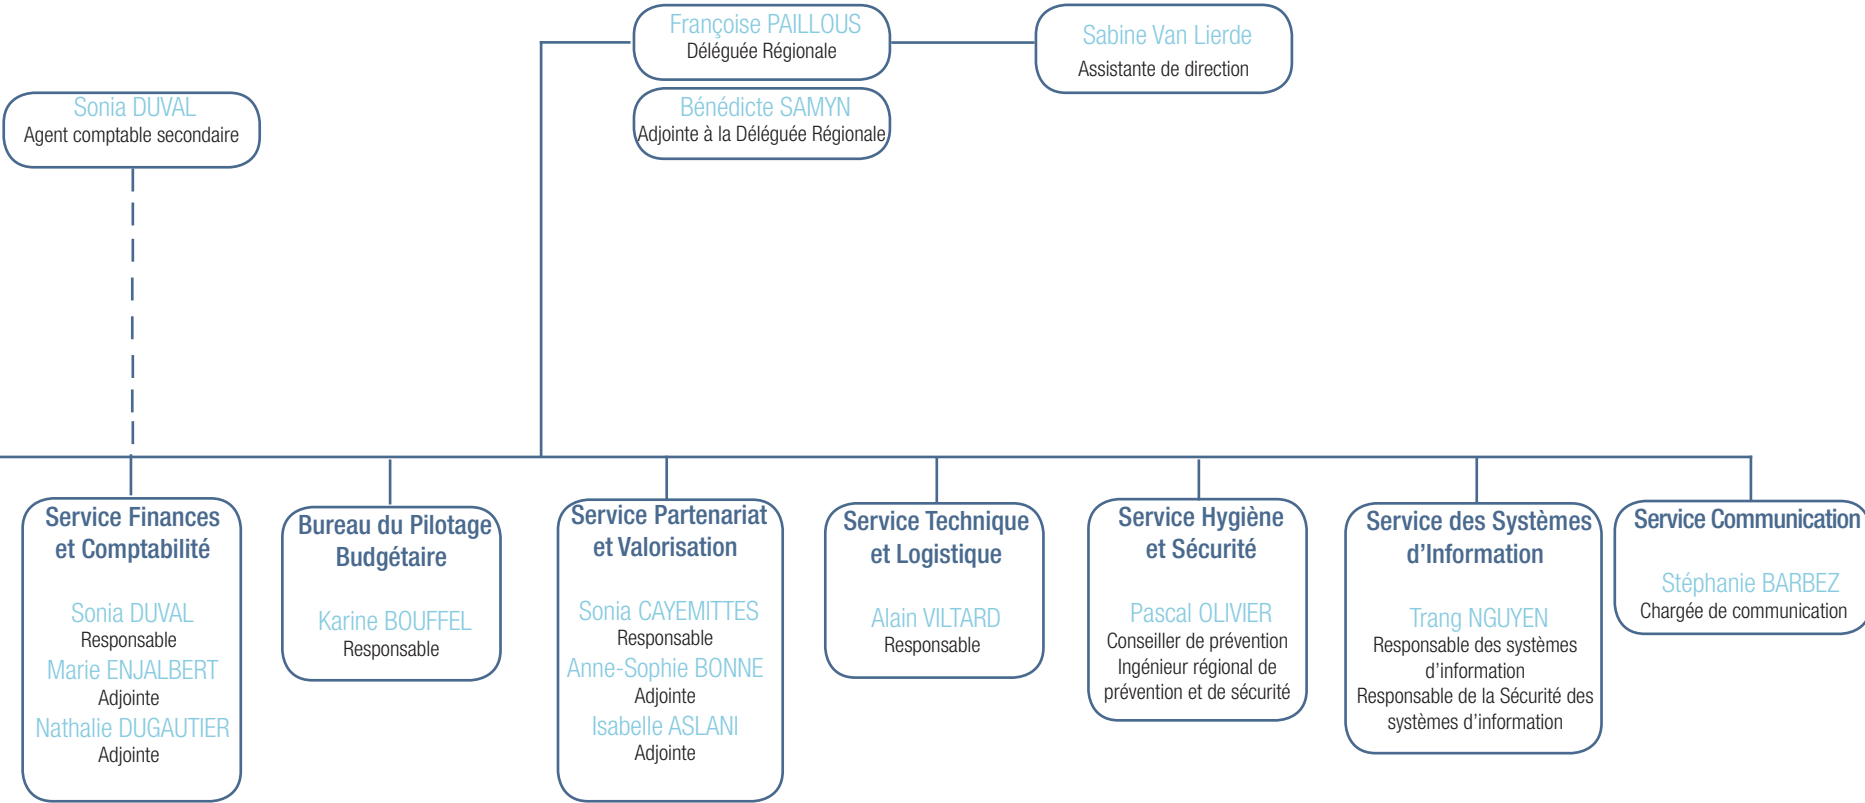 Françoise PAILLOUS
Déléguée Régionale
Sabine Van Lierde
Assistante de direction
Sonia DUVAL
Agent comptable secondaire
Bénédicte SAMYN
Adjointe à la Déléguée Régionale
Service Finances
et Comptabilité
Sonia DUVAL
Responsable
Marie ENJALBERT
Adjointe
Nathalie DUGAUTIER
Adjointe
Bureau du Pilotage
Budgétaire
Karine BOUFFEL
Responsable
Service Partenariat
et Valorisation
Sonia CAYEMITTES
Responsable
Anne-Sophie BONNE
Adjointe
Isabelle ASLANI
Adjointe
Service Technique
et Logistique
Alain VILTARD
Responsable
Service Hygiène
et Sécurité
Pascal OLIVIER
Conseiller de prévention
Ingénieur régional de
prévention et de sécurité
Service des Systèmes
d’Information
Trang NGUYEN
Responsable des systèmes
d’information
Responsable de la Sécurité des
systèmes d’information
Service Communication
Stéphanie BARBEZ
Chargée de communication